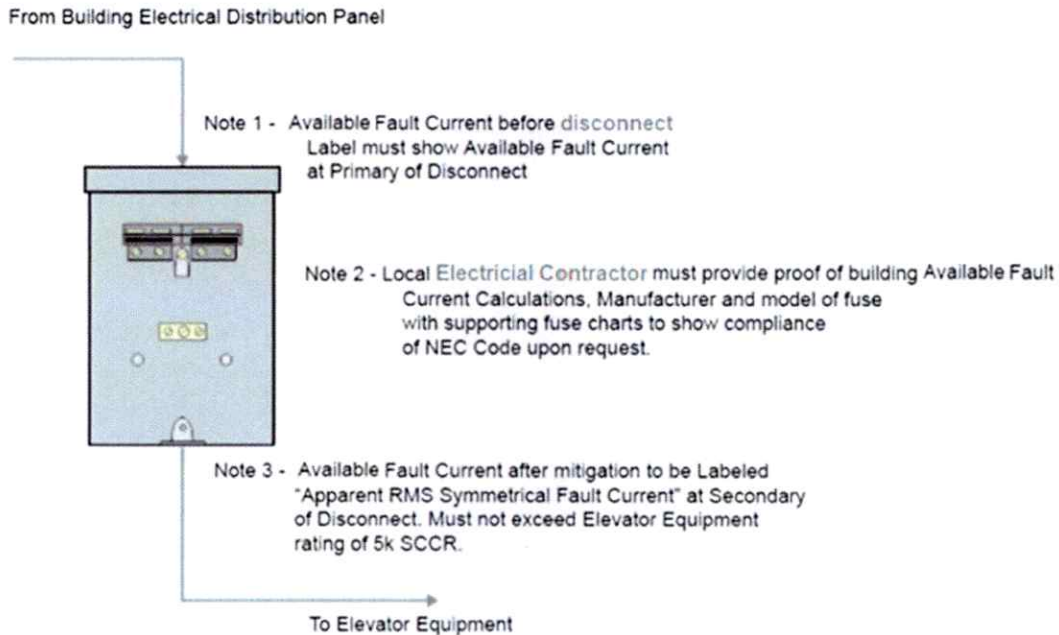 From Building Electrical Distribution Panel
Note 1 - Available Fault Current before disconnect
Label must show Available Fault Current
at Primary of Disconnect
Note 2 - Local Electricial Contractor must provide proof of building Available Fault
Current Calculations, Manufacturer and model of fuse
with supporting fuse charts to show compliance
of NEC Code upon request.
Note 3 - Available Fault Current after mitigation to be Labeled
"Apparent RMS Symmetrical Fault Current" at Secondary
of Disconnect. Must not exceed Elevator Equipment
rating of 5k SCCR.
To Elevator Equipment